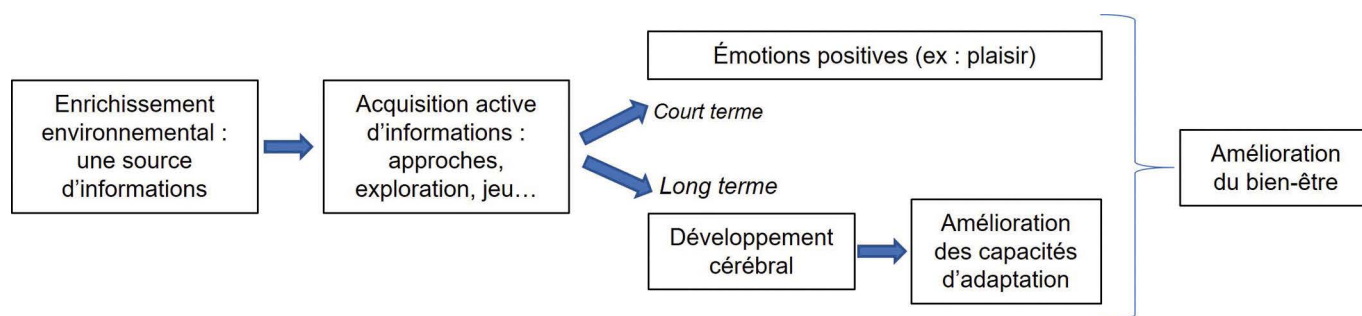 Enrichissement
environnemental :
une source
d’informations
Acquisition active
d’informations :
approches,
exploration, jeu…
Émotions positives (ex : plaisir)
Court terme
Long terme
Développement
cérébral
Amélioration
des capacités
d’adaptation
Amélioration
du bien-être